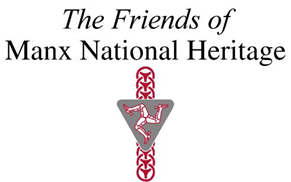 The Friends of
Manx National Heritage